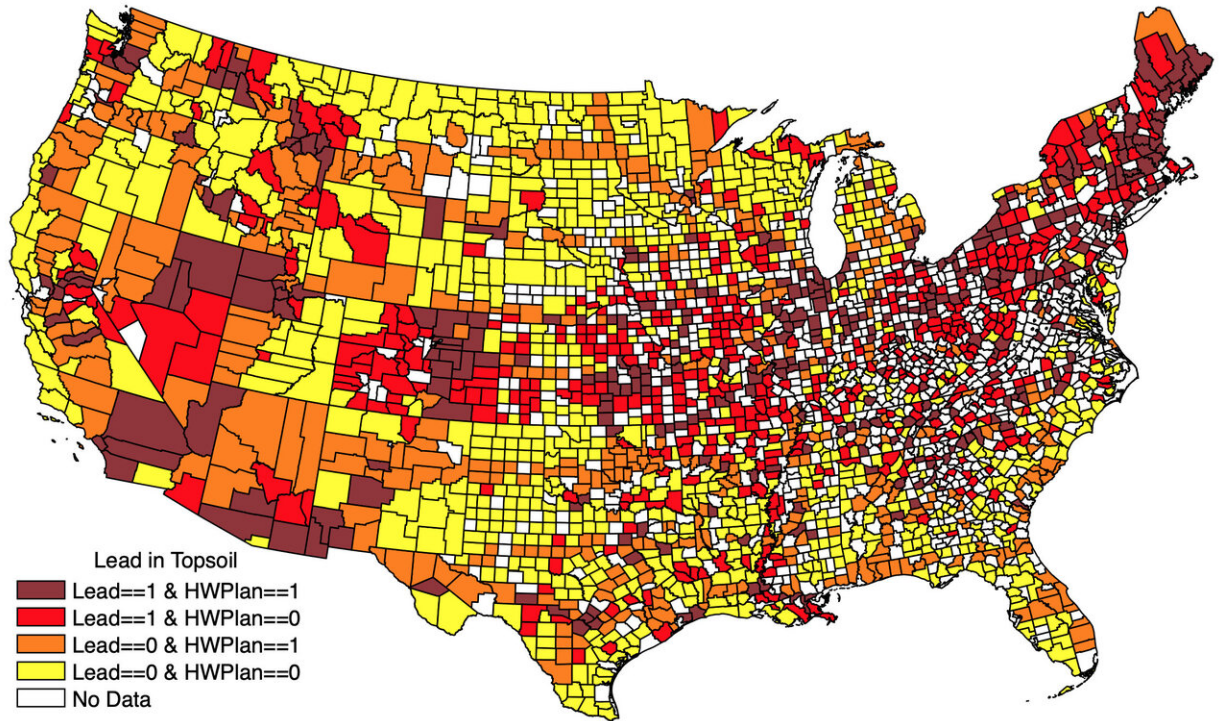 Lead in Topsoil
Lead==1 & HWPlan==1
Lead==1 & HWPlan==0
Lead==0 & HWPlan==1
Lead==0 & HWPlan==0
No Data